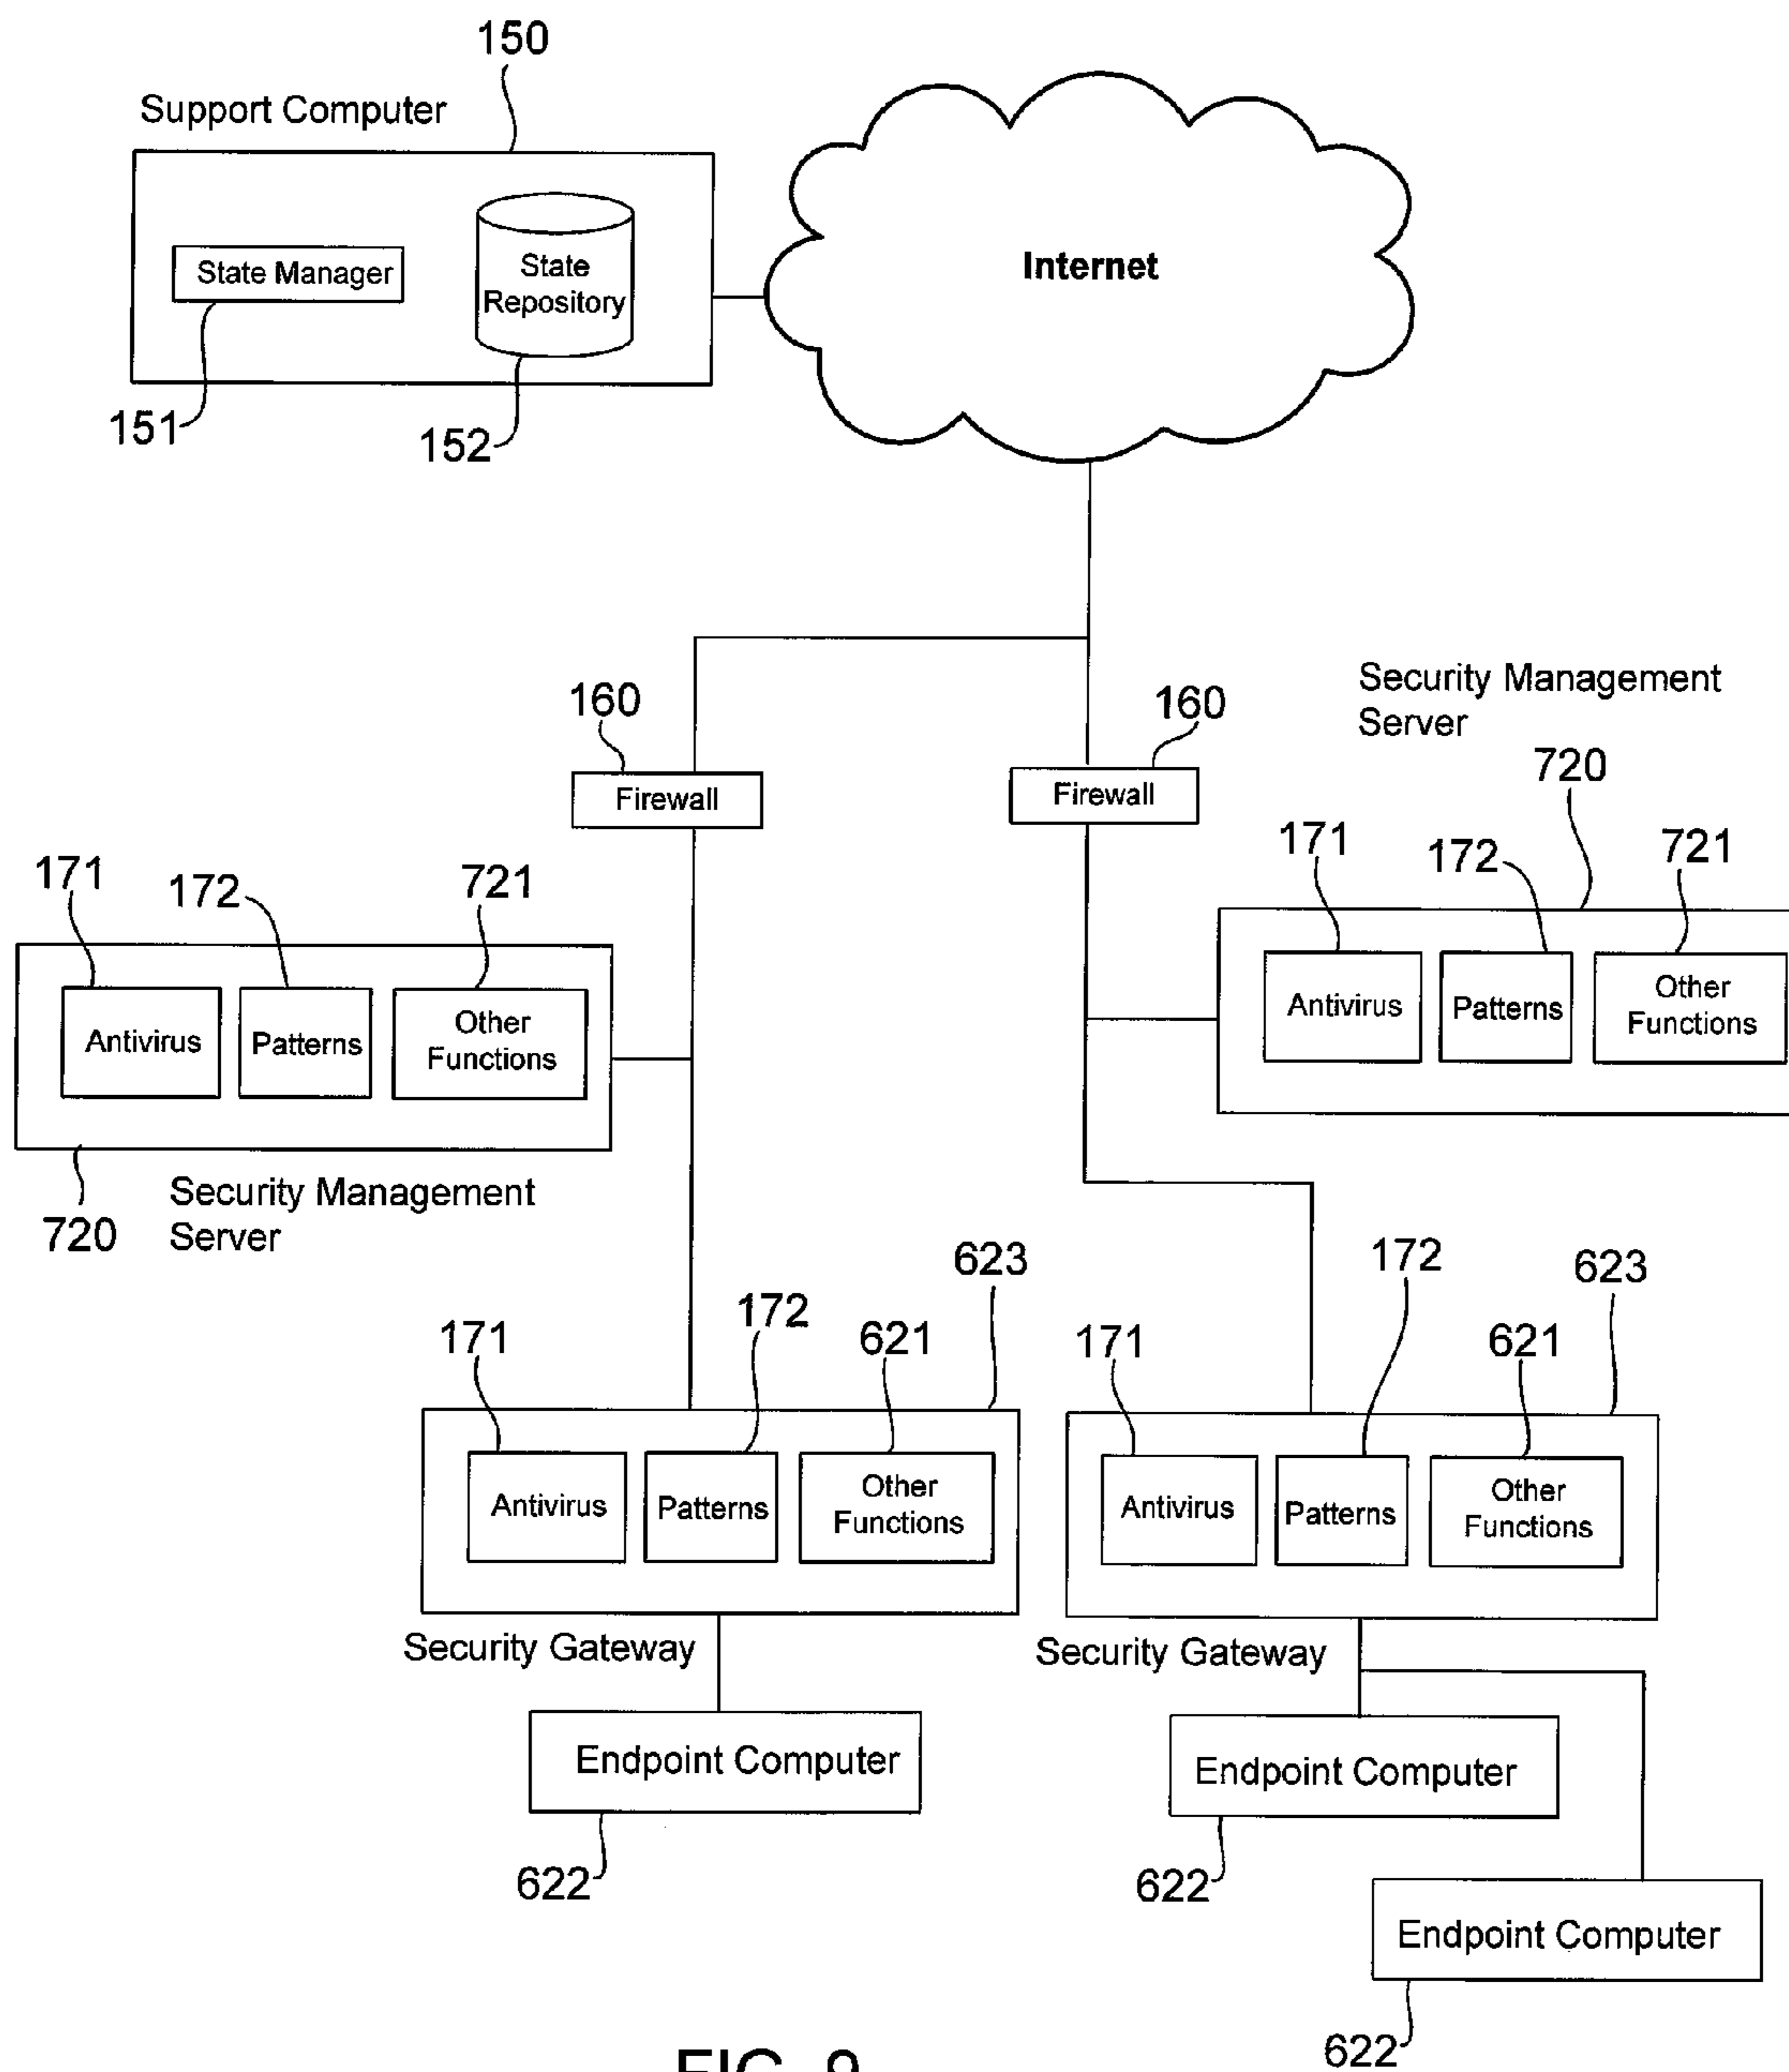 150
Support Computer
State Manager
State
Repository
151
152
Internet
160
Firewall
160
Firewall
Security Management
Server
720
171
172
721
Antivirus
Patterns
Other
Functions
171
172
721
Antivirus
Patterns
Other
Functions
720
Security Management
Server
623
171
172
621
Antivirus
Patterns
Other
Functions
Security Gateway
Endpoint Computer
622
172
623
171
621
Antivirus
Patterns
Other
Functions
Security Gateway
Endpoint Computer
622
Endpoint Computer
622
FIG. 9